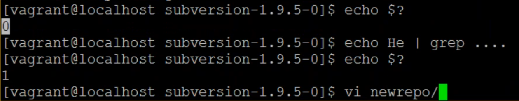 [vagrant@localhost subversion-1.9.5-0]$ echo $?
0
[vagrant@localhost subversion-1.9.5-0]$ echo He | grep ....
[vagrant@localhost subversion-1.9.5-0]$ echo $?
1
[vagrant@localhost subversion-1.9.5-0]$ vi newrepo/